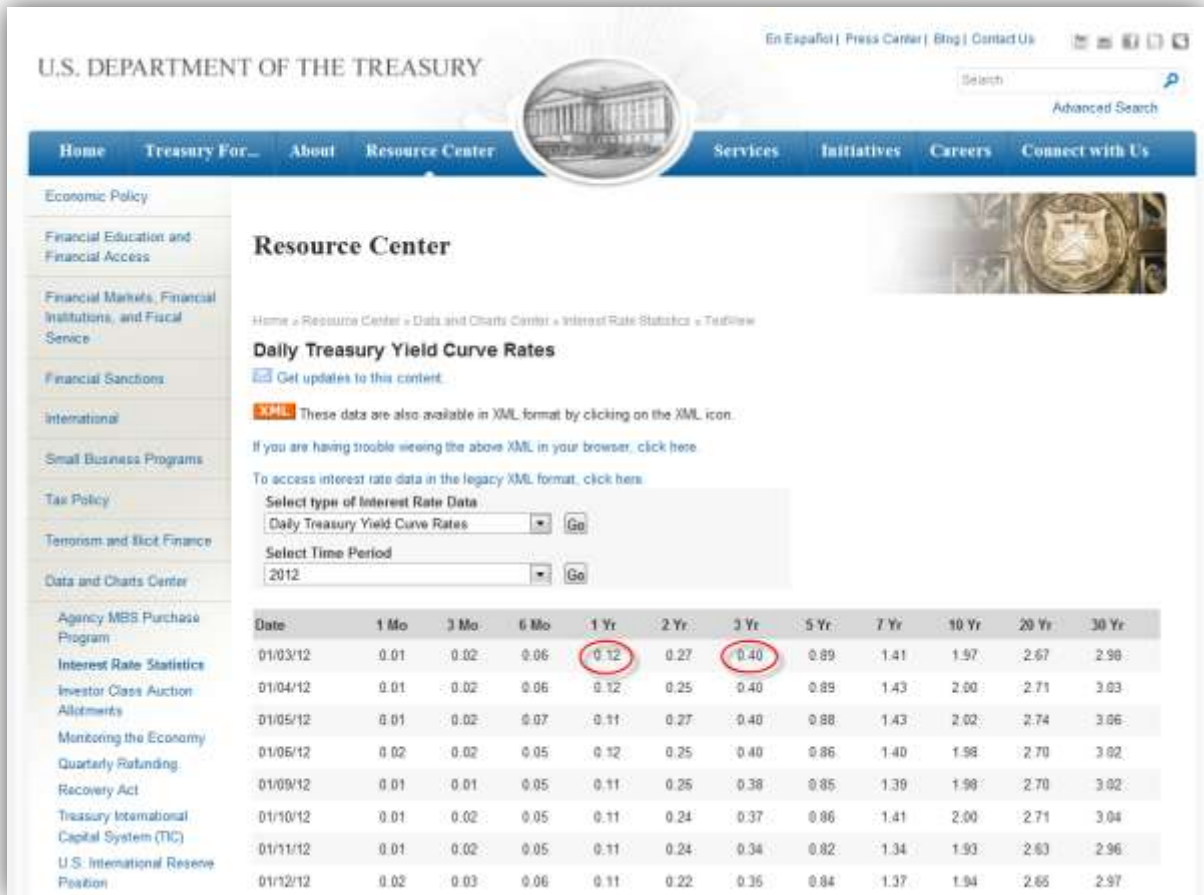 En Español | Press Center | Blog | Contact Us
U.S. DEPARTMENT OF THE TREASURY
Search
Advanced Search
Home Treasury For... About Resource Center Services Initiatives Careers Connect with Us
Economic Policy
Financial Education and
Financial Access
Financial Markets, Financial
Institutions, and Fiscal
Service
Financial Sanctions
International
Small Business Programs
Tax Policy
Terrorism and Illicit Finance
Data and Charts Center
Agency MBS Purchase
Program
Interest Rate Statistics
Investor Class Auction
Allotments
Monitoring the Economy
Quarterly Refunding
Recovery Act
Treasury International
Capital System (TIC)
U.S. International Reserve
Position
Resource Center
Home » Resource Center » Data and Charts Center » Interest Rate Statistics » TextView
Daily Treasury Yield Curve Rates
Get updates to this content.
XML These data are also available in XML format by clicking on the XML icon.
If you are having trouble viewing the above XML in your browser, click here.
To access interest rate data in the legacy XML format, click here.
Select type of Interest Rate Data
Daily Treasury Yield Curve Rates Go
Select Time Period
2012 Go
Date 1 Mo 3 Mo 6 Mo 1 Yr 2 Yr 3 Yr 5 Yr 7 Yr 10 Yr 20 Yr 30 Yr
01/03/12 0.01 0.02 0.06 0.12 0.27 0.40 0.89 1.41 1.97 2.67 2.98
01/04/12 0.01 0.02 0.06 0.12 0.25 0.40 0.89 1.43 2.00 2.71 3.03
01/05/12 0.01 0.02 0.07 0.11 0.27 0.40 0.88 1.43 2.02 2.74 3.06
01/06/12 0.02 0.02 0.05 0.12 0.25 0.40 0.86 1.40 1.98 2.70 3.02
01/09/12 0.01 0.01 0.05 0.11 0.26 0.38 0.85 1.39 1.98 2.70 3.02
01/10/12 0.01 0.02 0.05 0.11 0.24 0.37 0.86 1.41 2.00 2.71 3.04
01/11/12 0.01 0.02 0.05 0.11 0.24 0.34 0.82 1.34 1.93 2.63 2.96
01/12/12 0.02 0.03 0.06 0.11 0.22 0.35 0.84 1.37 1.94 2.65 2.97